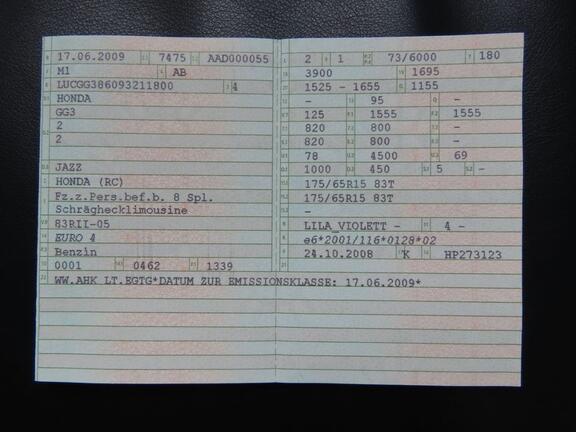 17.06.2009 7475 AAD000055
M1 AB
LUCGG386093211800 4
HONDA
GG3
2
2
JAZZ
HONDA (RC)
Fz.z.Pers.bef.b. 8 Spl.
Schräghecklimousine
83RII-05
EURO 4
Benzin
0001 0462 1339
WW.AHK LT.EGTG*DATUM ZUR EMISSIONSKLASSE: 17.06.2009*
2 1 73/6000 180
3900 1695
1525 - 1655 1155
- 95 -
125 1555 1555
820 800 -
820 800 -
78 4500 69
1000 450 5 -
175/65R15 83T
175/65R15 83T
-
LILA_VIOLETT - 4 -
e6*2001/116*0128*02
24.10.2008 K HP273123